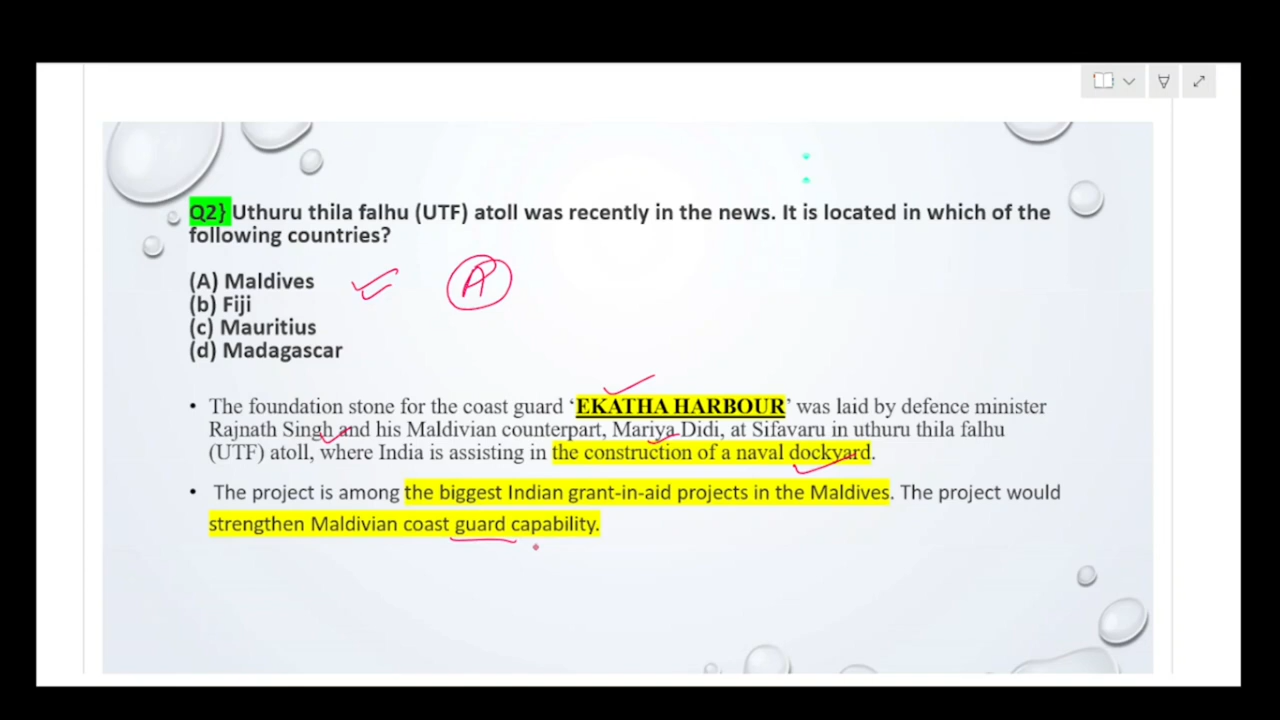 Q2} Uthuru thila falhu (UTF) atoll was recently in the news. It is located in which of the
following countries?
(A) Maldives
A
(b) Fiji
(c) Mauritius
(d) Madagascar
• The foundation stone for the coast guard ‘EKATHA HARBOUR’ was laid by defence minister
Rajnath Singh and his Maldivian counterpart, Mariya Didi, at Sifavaru in uthuru thila falhu
(UTF) atoll, where India is assisting in the construction of a naval dockyard.
• The project is among the biggest Indian grant-in-aid projects in the Maldives. The project would
strengthen Maldivian coast guard capability.